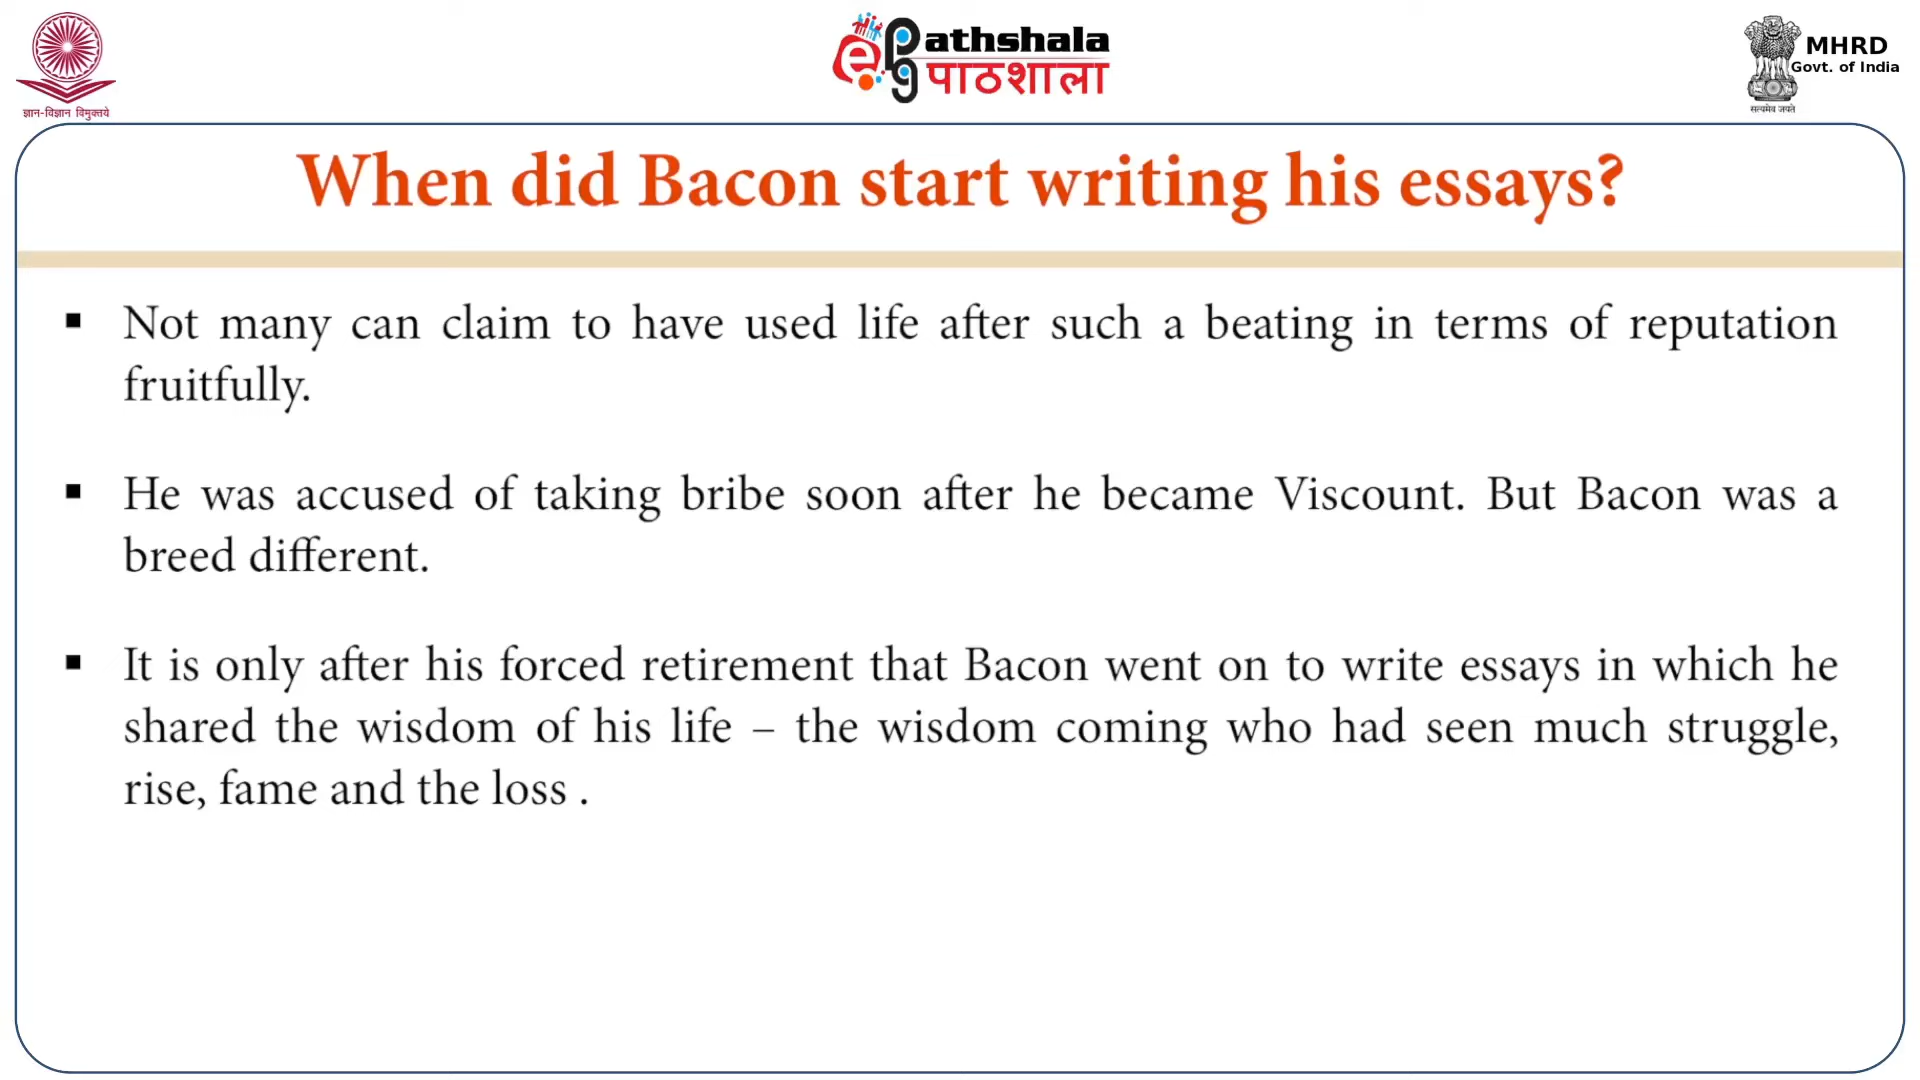 ज्ञान-विज्ञान विमुक्तये
ePathshala
पाठशाला
MHRD
Govt. of India
सत्यमेव जयते
When did Bacon start writing his essays?
▪ Not many can claim to have used life after such a beating in terms of reputation
fruitfully.
▪ He was accused of taking bribe soon after he became Viscount. But Bacon was a
breed different.
▪ It is only after his forced retirement that Bacon went on to write essays in which he
shared the wisdom of his life – the wisdom coming who had seen much struggle,
rise, fame and the loss .